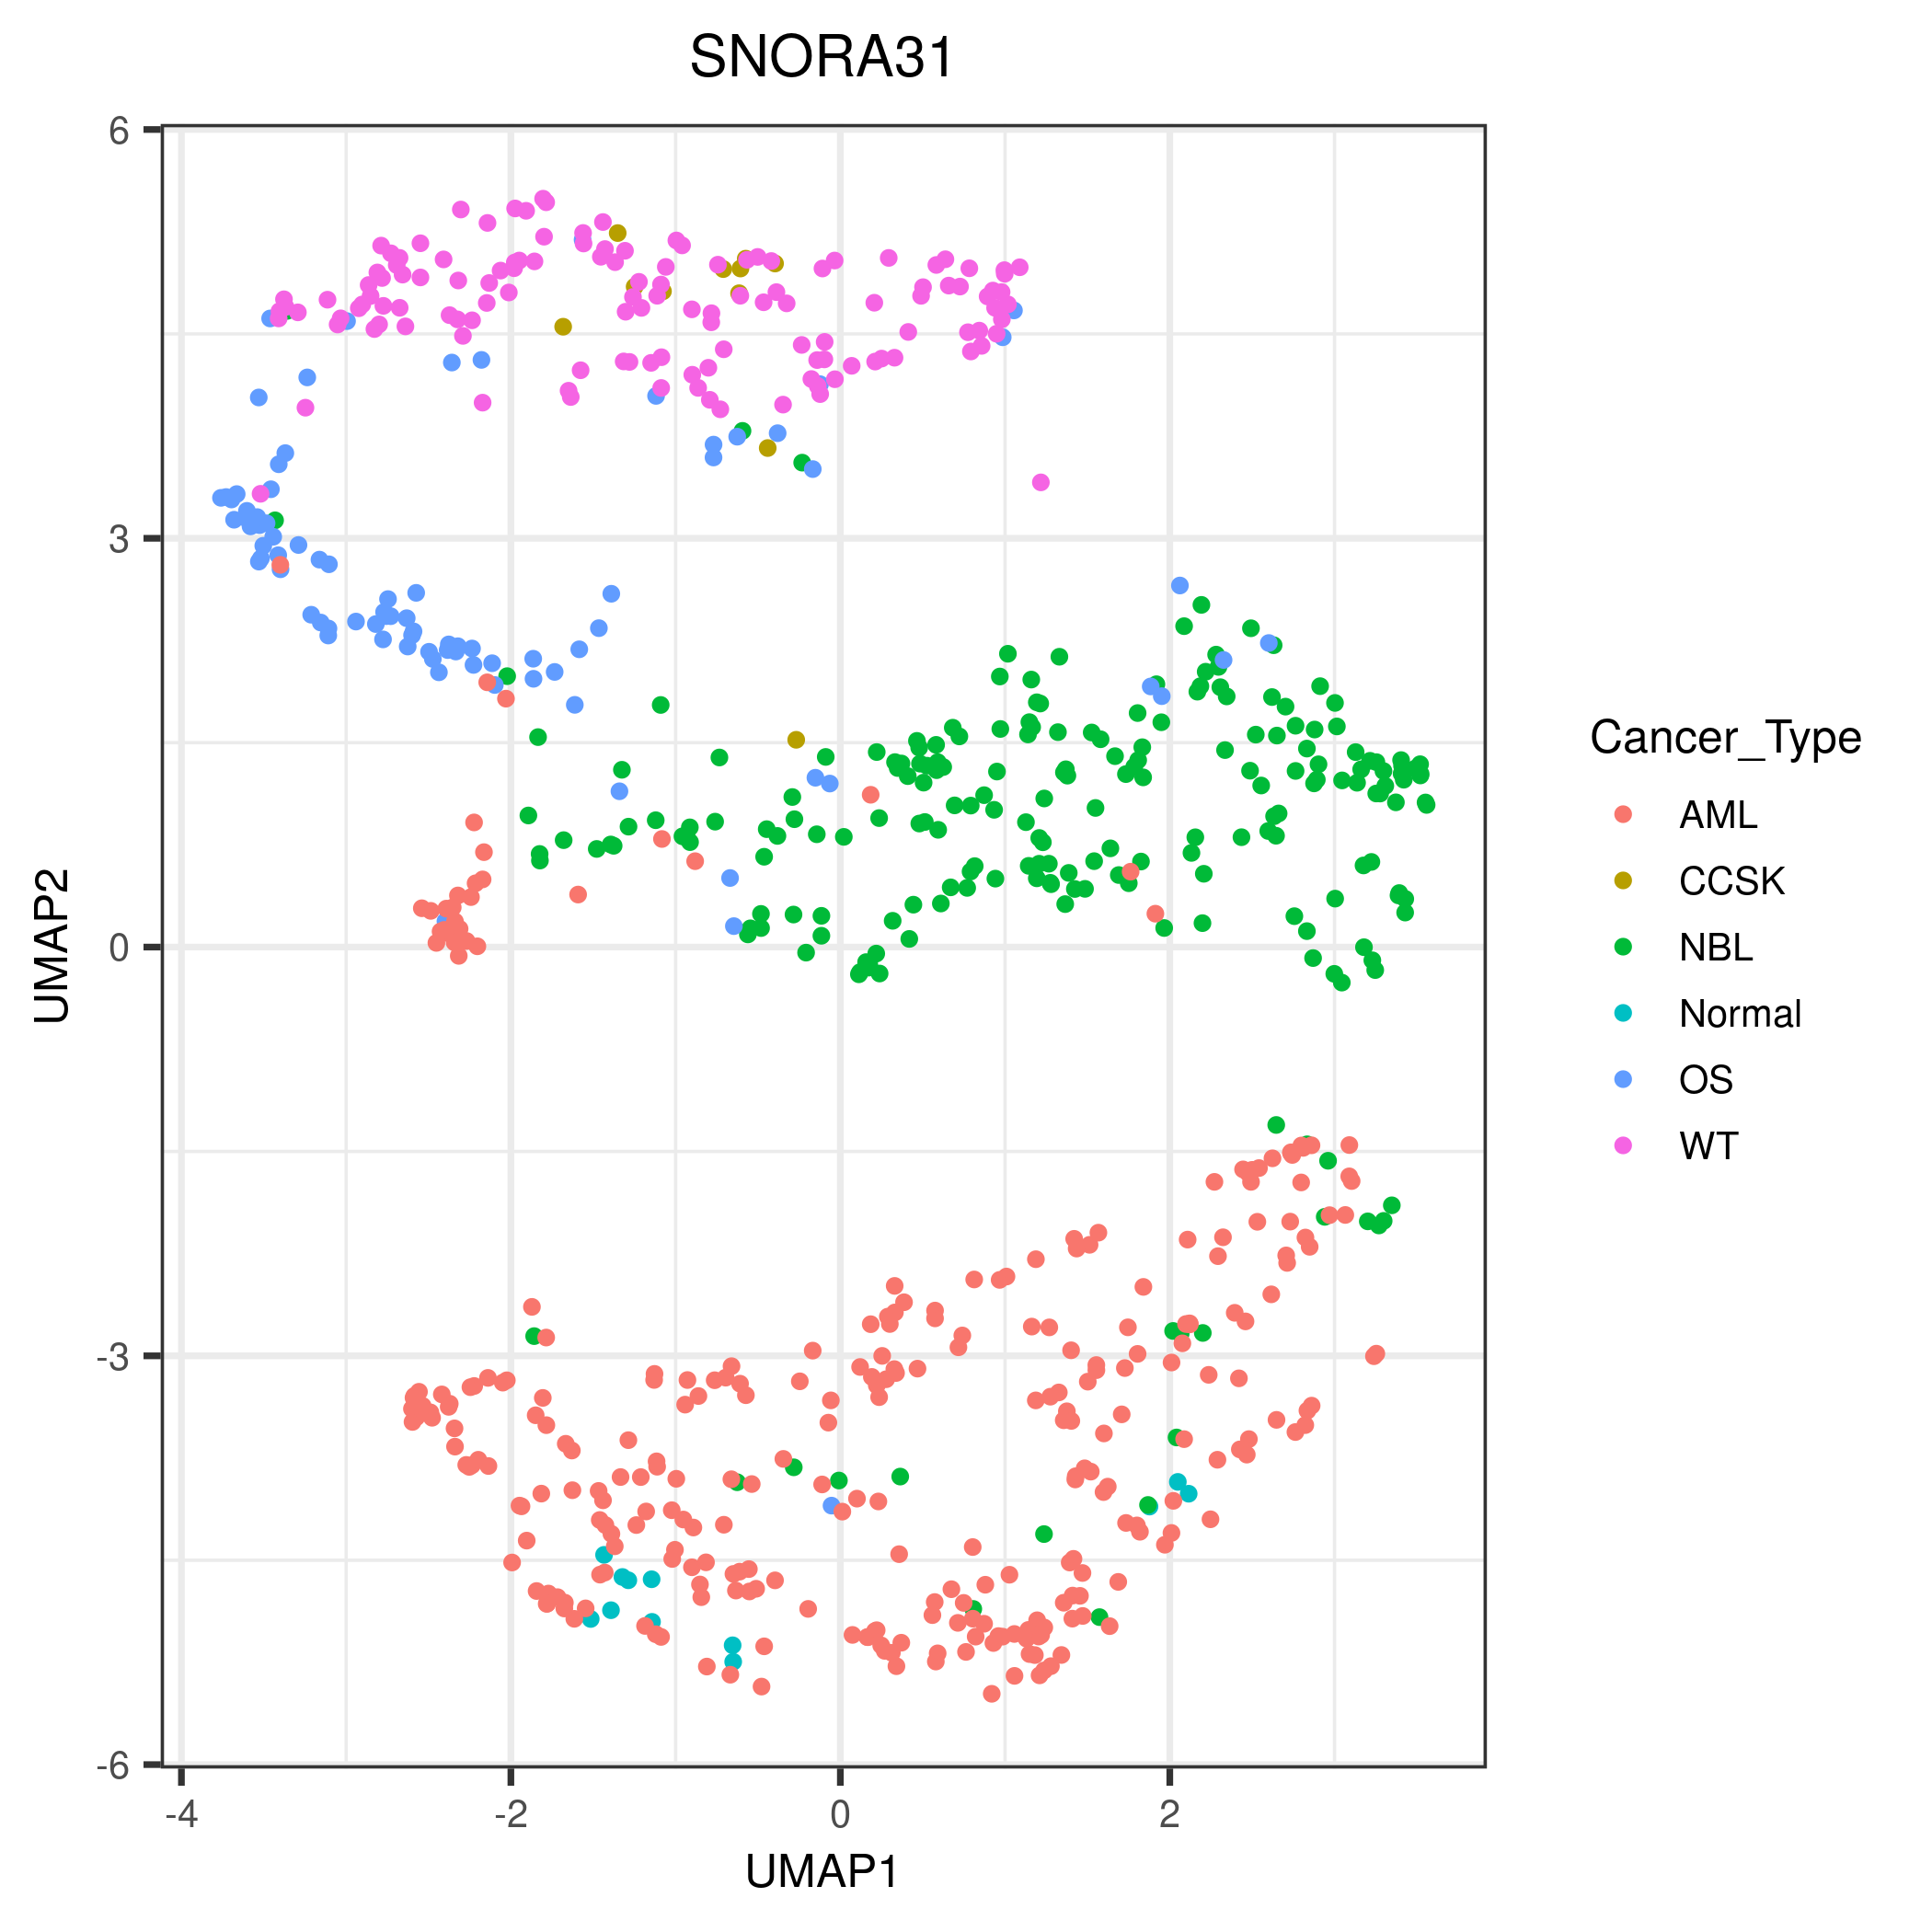 SNORA31
6
3
0
-3
-6
UMAP2
-4
-2
0
2
UMAP1
Cancer_Type
AML
CCSK
NBL
Normal
OS
WT